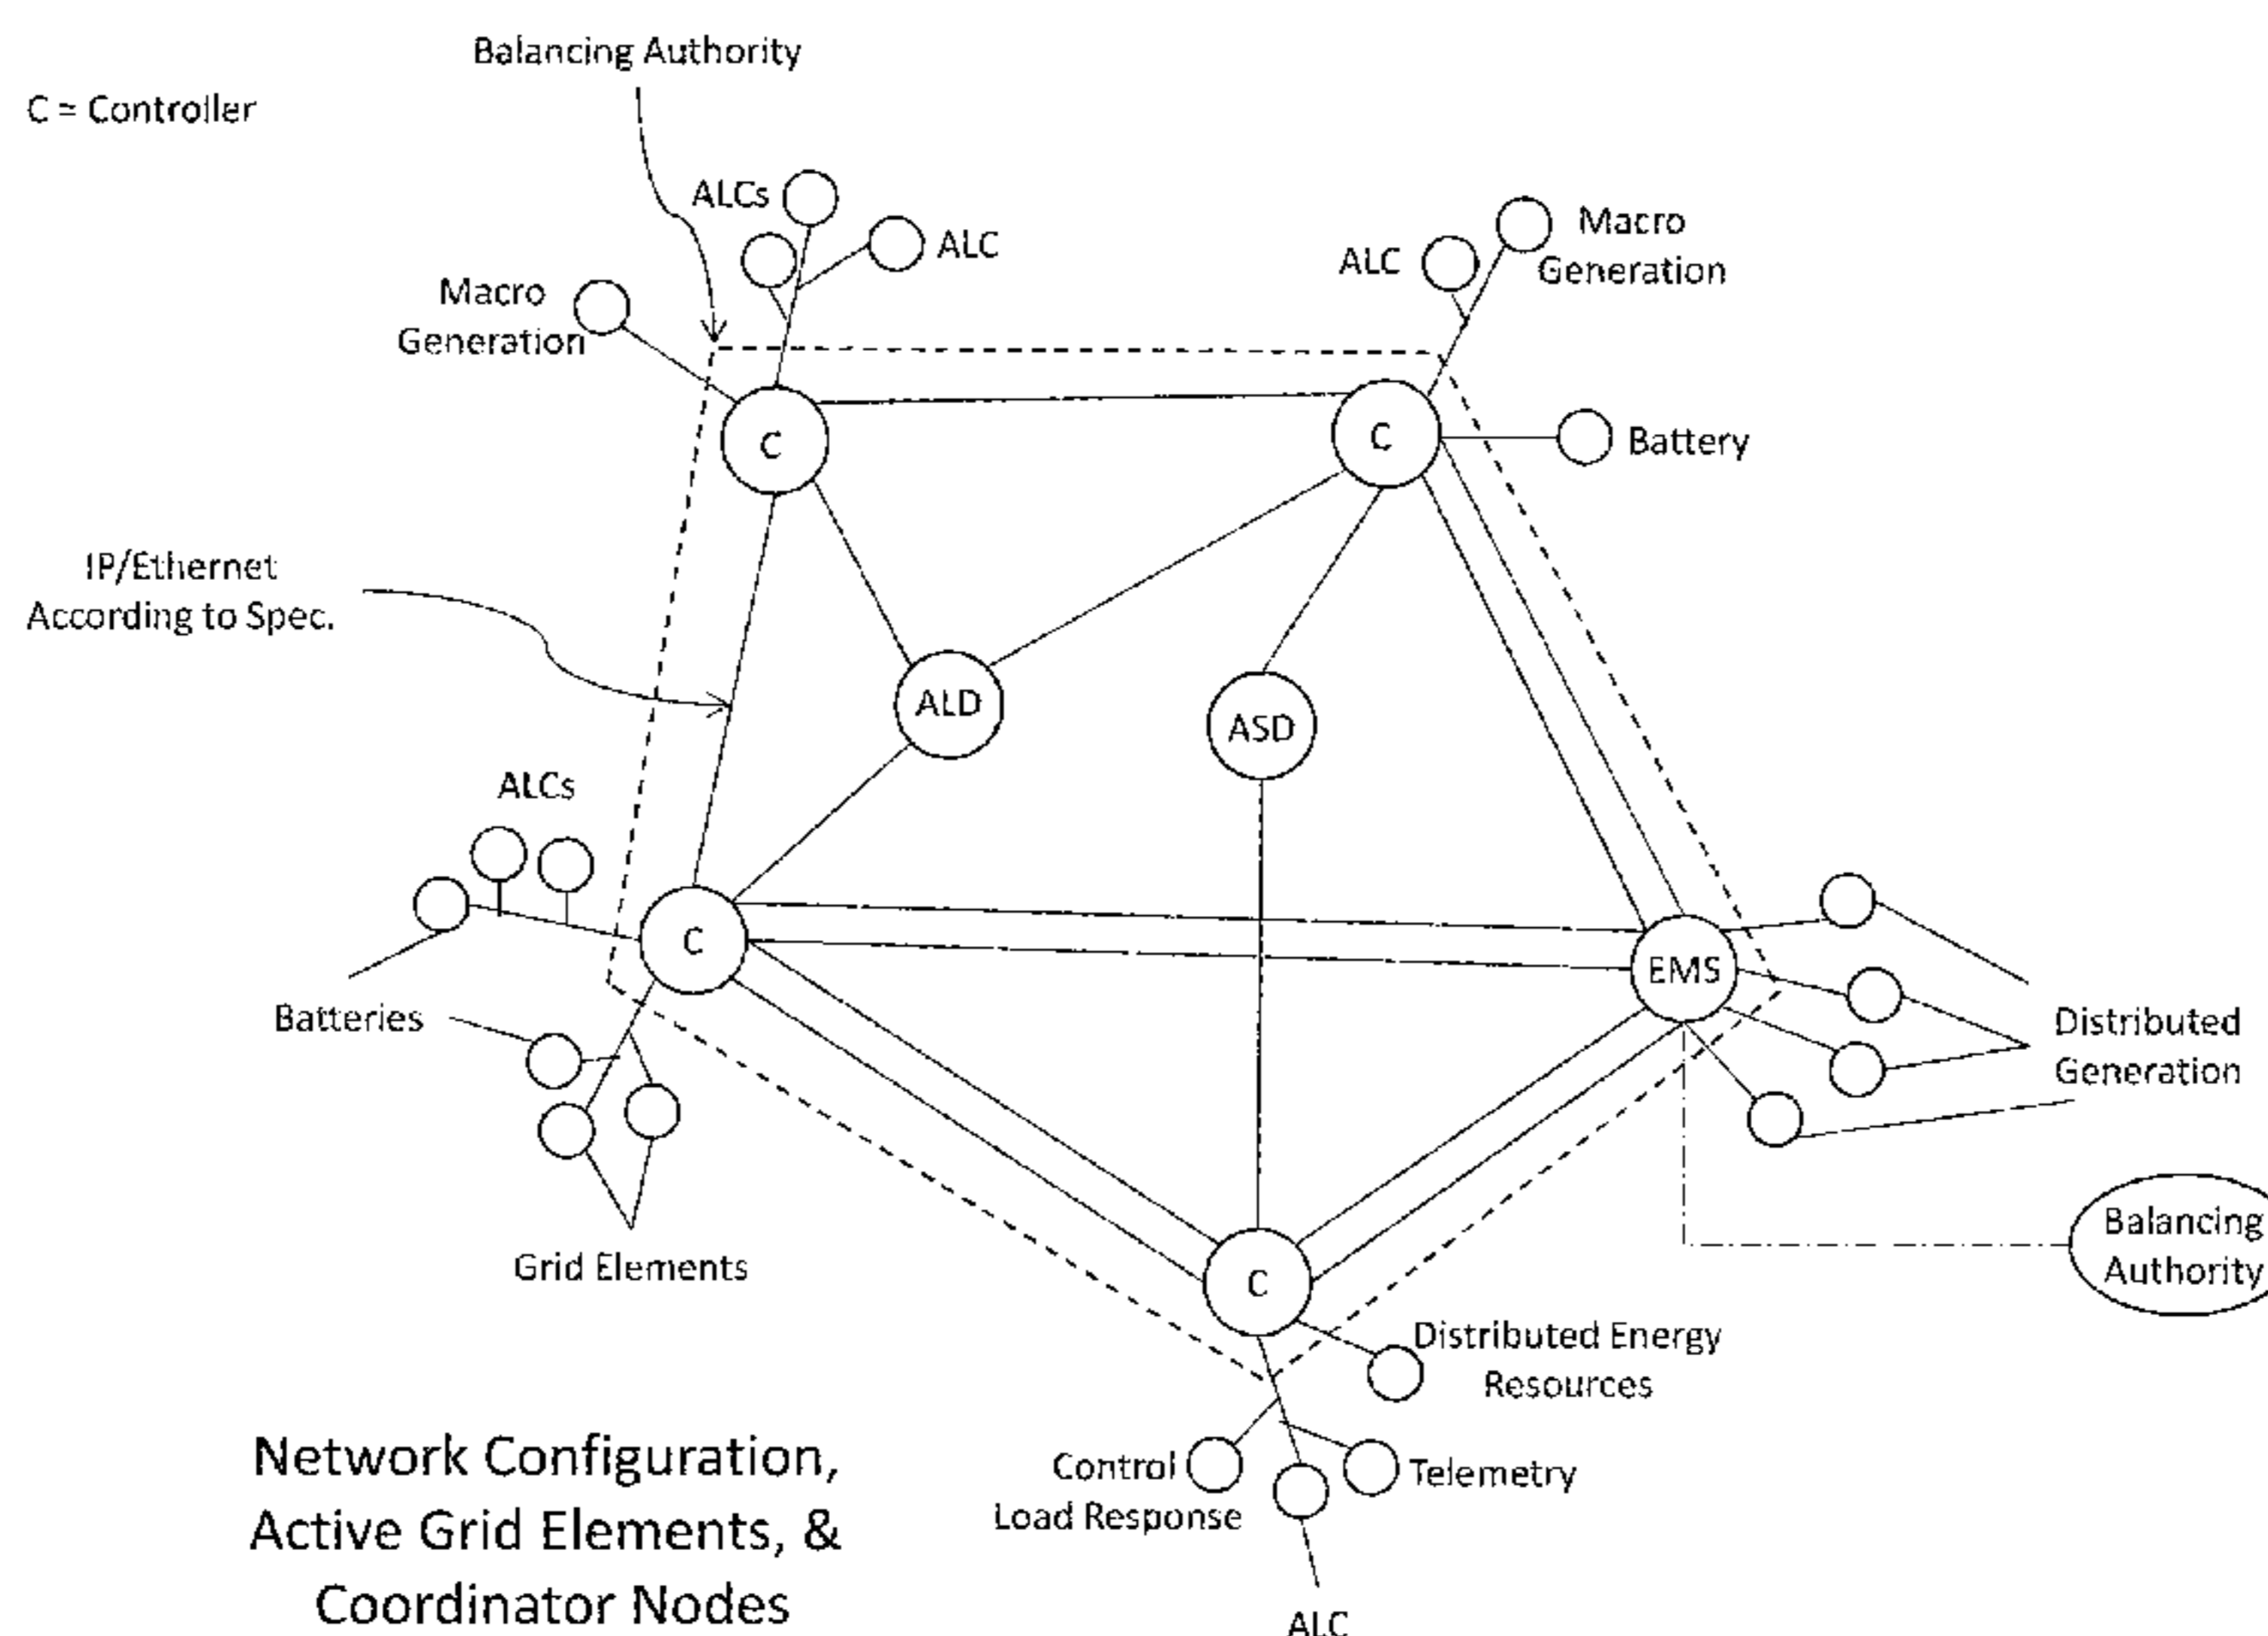 Balancing Authority
C = Controller
ALCs
ALC
Macro
Generation
ALC
Macro
Generation
C
C
Battery
IP/Ethernet
According to Spec.
ALD
ASD
ALCs
C
EMS
Batteries
Distributed
Generation
Grid Elements
Balancing
Authority
C
Distributed Energy
Resources
Control
Load Response
Telemetry
ALC
Network Configuration,
Active Grid Elements, &
Coordinator Nodes